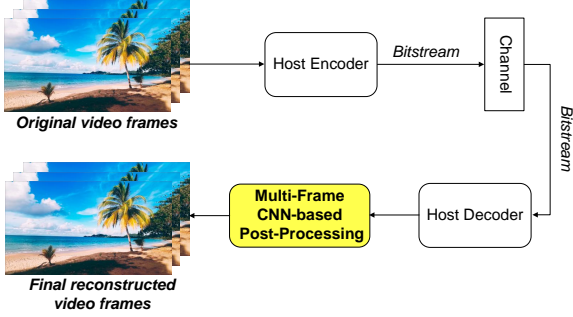 Host Encoder
Bitstream
Channel
Original video frames
Bitstream
Multi-Frame
CNN-based
Post-Processing
Host Decoder
Final reconstructed
video frames